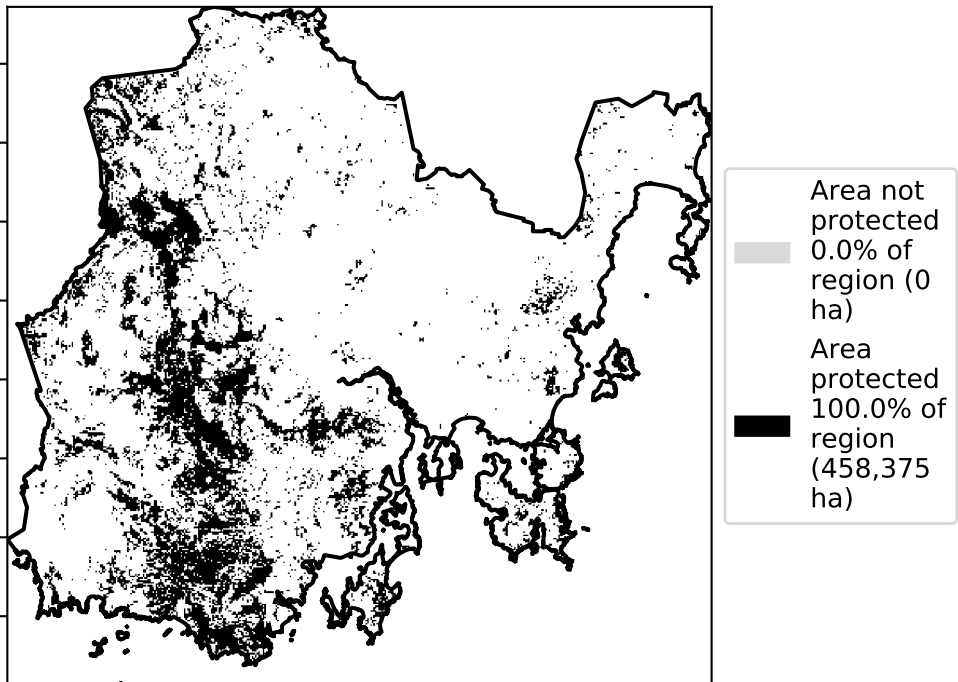 Area not
protected
0.0% of
region (0
ha)
Area
protected
100.0% of
region
(458,375
ha)